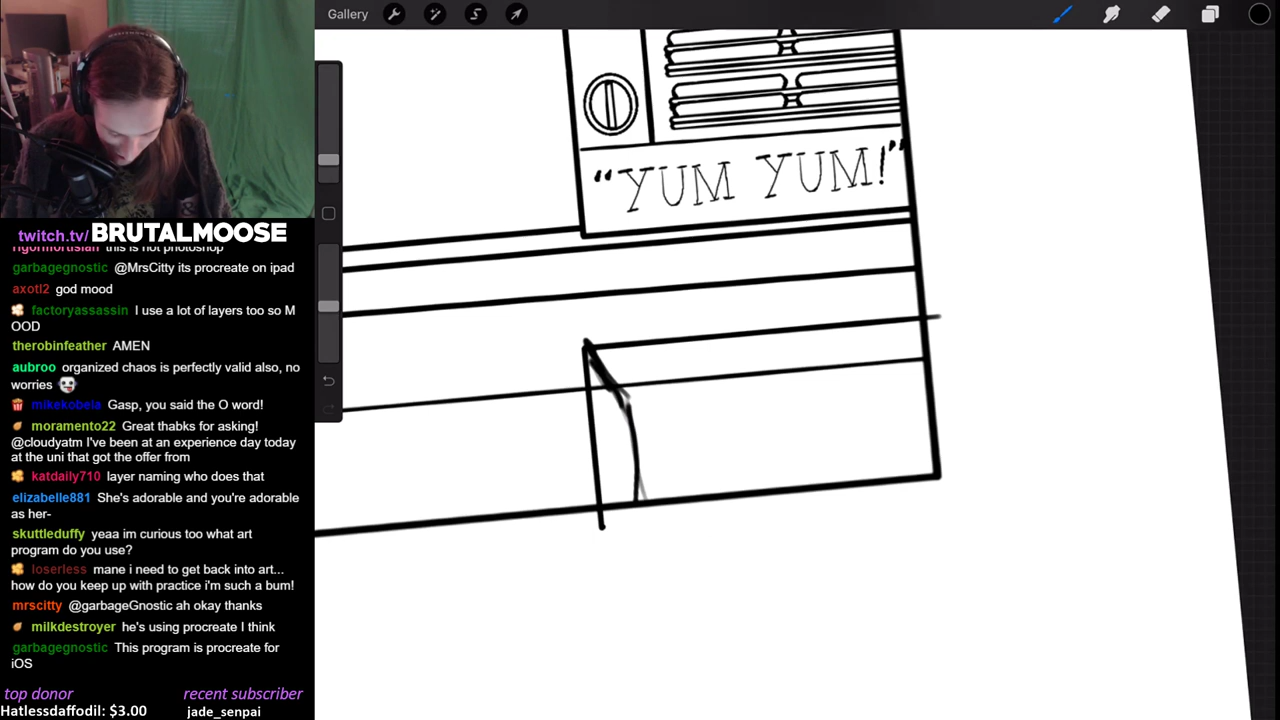 Gallery
"YUM YUM!"
twitch.tv/BRUTALMOOSE
rigormortisian this is not photoshop
garbagegnostic @MrsCitty its procreate on ipad
axotl2 god mood
factoryassassin I use a lot of layers too so M
OOD
therobinfeather AMEN
aubroo organized chaos is perfectly valid also, no
worries
mikekobela Gasp, you said the O word!
moramento22 Great thabks for asking!
@cloudyatm I've been at an experience day today
at the uni that got the offer from
katdaily710 layer naming who does that
elizabelle881 She's adorable and you're adorable
as her-
skuttleduffy yeaa im curious too what art
program do you use?
loserless mane i need to get back into art...
how do you keep up with practice i'm such a bum!
mrscitty @garbageGnostic ah okay thanks
milkdestroyer he's using procreate I think
garbagegnostic This program is procreate for
iOS
top donor
Hatlessdaffodil: $3.00
recent subscriber
jade_senpai